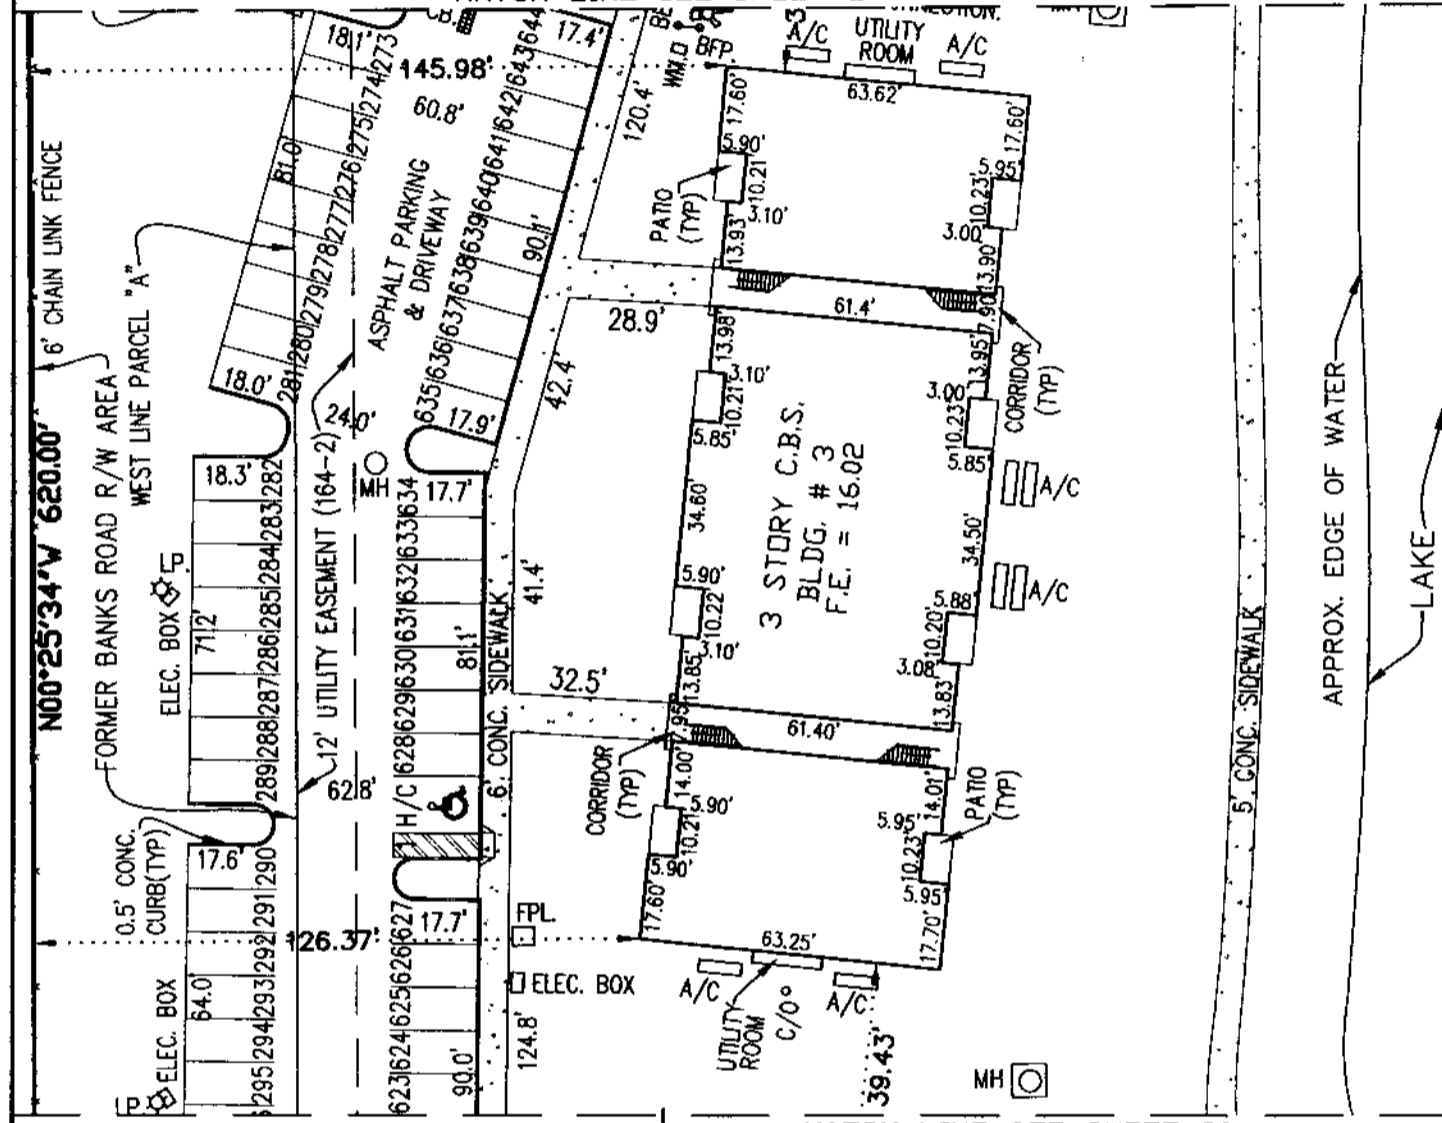 18.1'
C.B.
17.4'
WM.D
BFP.
A/C
UTILITY
ROOM
A/C
145.98'
60.8'
120.4'
17.60'
63.62'
17.60'
5.90'
10.21'
3.10'
13.93'
5.95'
10.23'
3.00'
13.90'
PATIO
(TYP)
81.0'
273
274
275
276
277
278
279
280
281
644
643
642
641
640
639
638
637
636
635
90.1'
ASPHALT PARKING
& DRIVEWAY
6' CHAIN LINK FENCE
WEST LINE PARCEL "A"
FORMER BANKS ROAD R/W AREA
N00°25'34"W 620.00'
28.9'
61.4'
7.90'
42.4'
13.98'
3.10'
10.21'
5.85'
13.95'
3.00'
10.23'
5.85'
CORRIDOR
(TYP)
18.0'
24.0'
17.9'
MH
18.3'
17.7'
282
283
284
285
286
287
288
289
634
633
632
631
630
629
628
H/C
12' UTILITY EASEMENT (164-2)
LP.
ELEC. BOX
71.2'
81.1'
41.4'
6' CONC. SIDEWALK
34.60'
3 STORY C.B.S.
BLDG. # 3
F.E. = 16.02
34.50'
A/C
A/C
5.90'
10.22'
3.10'
13.85'
5.88'
10.20'
3.08'
13.83'
32.5'
7.95'
61.40'
62.8'
CORRIDOR
(TYP)
14.00'
5.90'
10.21'
5.90'
17.60'
14.01'
5.95'
10.23'
5.95'
17.70'
PATIO
(TYP)
0.5' CONC.
CURB(TYP)
17.6'
17.7'
126.37'
290
291
292
293
294
295
627
626
625
624
623
64.0'
90.0'
124.8'
LP
ELEC. BOX
FPL.
ELEC. BOX
63.25'
A/C
UTILITY
ROOM
C/O
A/C
39.43'
MH
5' CONC. SIDEWALK
APPROX. EDGE OF WATER
LAKE